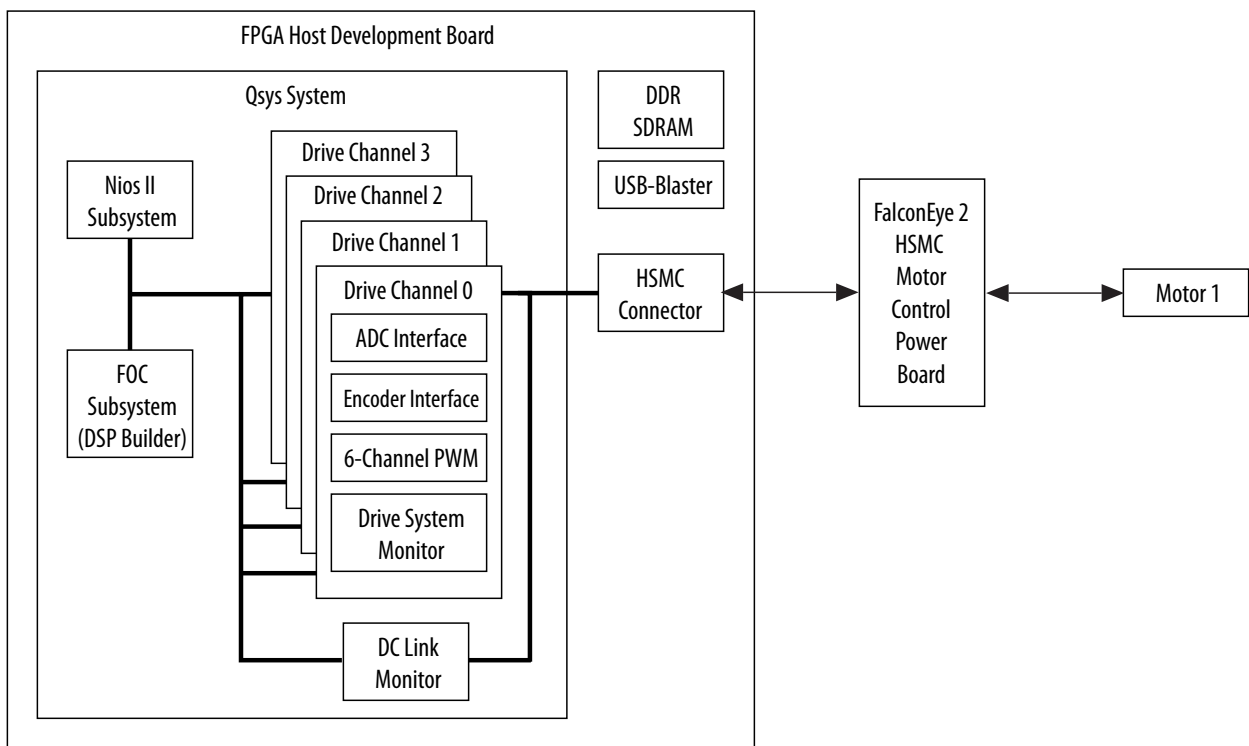 FPGA Host Development Board
Qsys System
DDR
SDRAM
Drive Channel 3
Nios II
Subsystem
USB-Blaster
Drive Channel 2
FalconEye 2
HSMC
Motor
Control
Power
Board
Drive Channel 1
HSMC
Connector
Drive Channel 0
Motor 1
ADC Interface
FOC
Subsystem
(DSP Builder)
Encoder Interface
6-Channel PWM
Drive System
Monitor
DC Link
Monitor